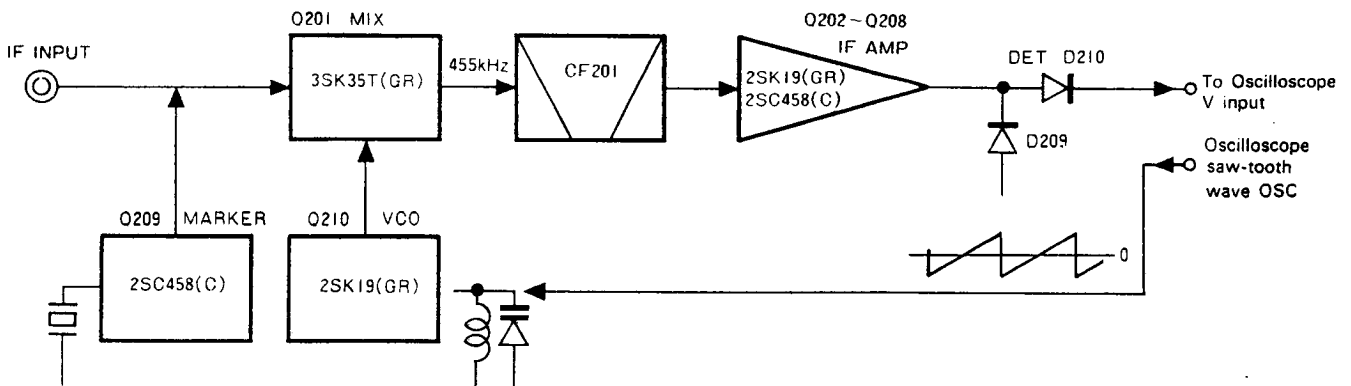 Q201 MIX
Q202~Q208
IF AMP
IF INPUT
3SK35T(GR)
455kHz
CF201
2SK19(GR)
2SC458(C)
DET D210
To Oscilloscope
V input
D209
Oscilloscope
saw-tooth
wave OSC
Q209 MARKER
Q210 VCO
2SC458(C)
2SK19(GR)
0